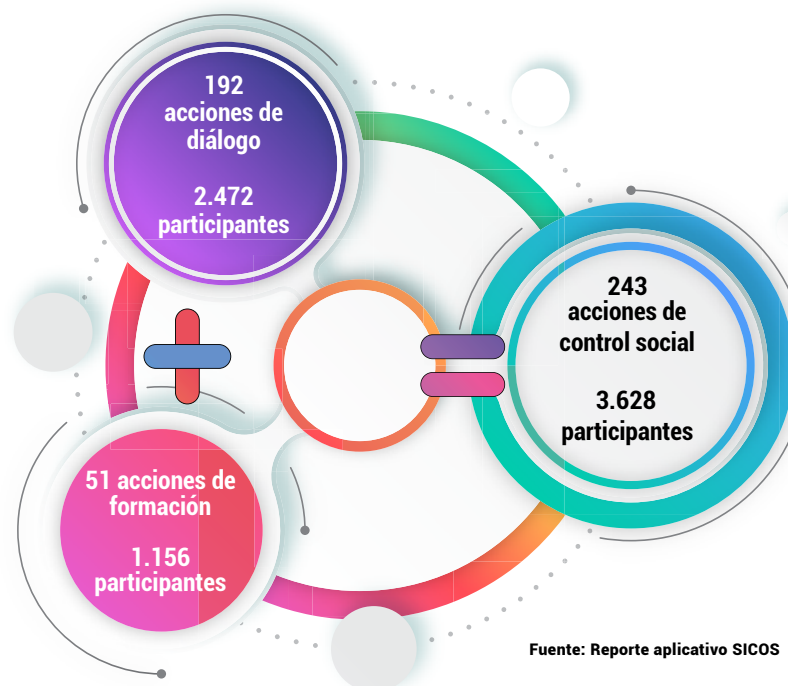 192
acciones de
diálogo
2.472
participantes
243
acciones de
control social
3.628
participantes
51 acciones de
formación
1.156
participantes
Fuente: Reporte aplicativo SICOS